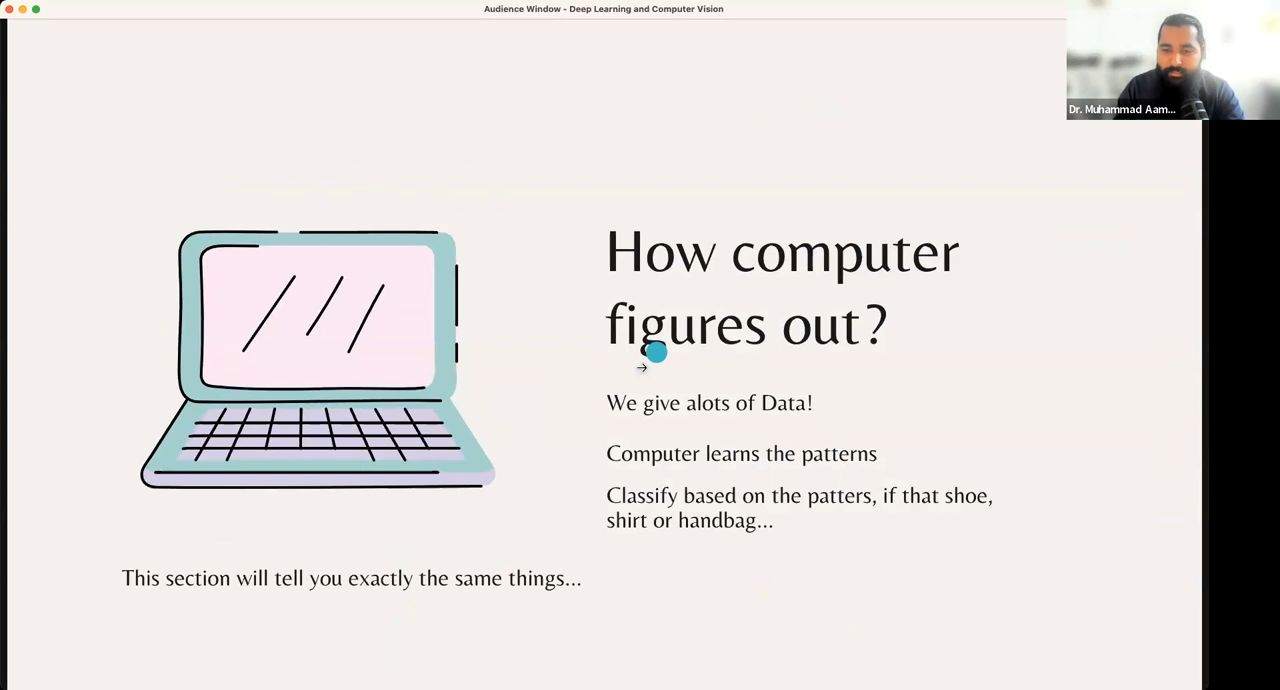 Audience Window - Deep Learning and Computer Vision
Dr. Muhammad Aam...
How computer
figures out?
We give alots of Data!
Computer learns the patterns
Classify based on the patters, if that shoe,
shirt or handbag...
This section will tell you exactly the same things...